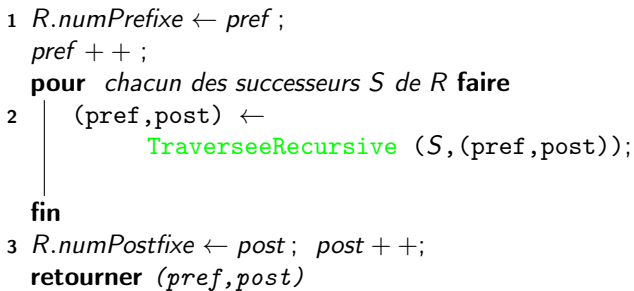 1 R.numPrefixe ← pref ;
pref + + ;
pour chacun des successeurs S de R faire
2 (pref,post) ←
TraverseeRecursive (S,(pref,post));
fin
3 R.numPostfixe ← post ; post + +;
retourner (pref,post)